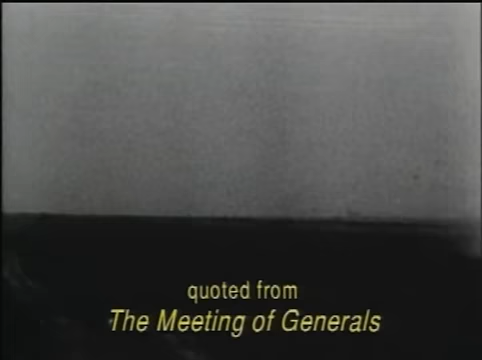 quoted from
The Meeting of Generals